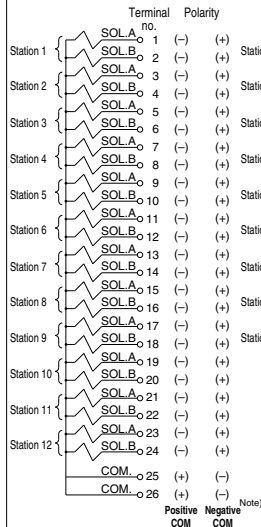 Terminal Polarity
no.
Station 1 SOL.A 1 (–) (+)
SOL.B 2 (–) (+)
Station 2 SOL.A 3 (–) (+)
SOL.B 4 (–) (+)
Station 3 SOL.A 5 (–) (+)
SOL.B 6 (–) (+)
Station 4 SOL.A 7 (–) (+)
SOL.B 8 (–) (+)
Station 5 SOL.A 9 (–) (+)
SOL.B 10 (–) (+)
Station 6 SOL.A 11 (–) (+)
SOL.B 12 (–) (+)
Station 7 SOL.A 13 (–) (+)
SOL.B 14 (–) (+)
Station 8 SOL.A 15 (–) (+)
SOL.B 16 (–) (+)
Station 9 SOL.A 17 (–) (+)
SOL.B 18 (–) (+)
Station 10 SOL.A 19 (–) (+)
SOL.B 20 (–) (+)
Station 11 SOL.A 21 (–) (+)
SOL.B 22 (–) (+)
Station 12 SOL.A 23 (–) (+)
SOL.B 24 (–) (+)
COM. 25 (+) (–)
COM. 26 (+) (–)
Positive Negative Note)
COM COM